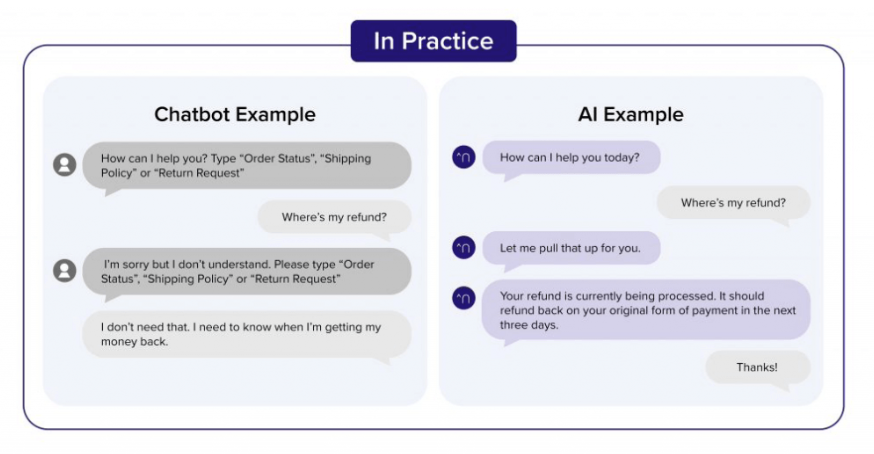 In Practice
Chatbot Example
How can I help you? Type “Order Status”, “Shipping
Policy” or “Return Request”
Where’s my refund?
I’m sorry but I don’t understand. Please type “Order
Status”, “Shipping Policy” or “Return Request”
I don’t need that. I need to know when I’m getting my
money back.
AI Example
How can I help you today?
Where’s my refund?
Let me pull that up for you.
Your refund is currently being processed. It should
refund back on your original form of payment in the next
three days.
Thanks!